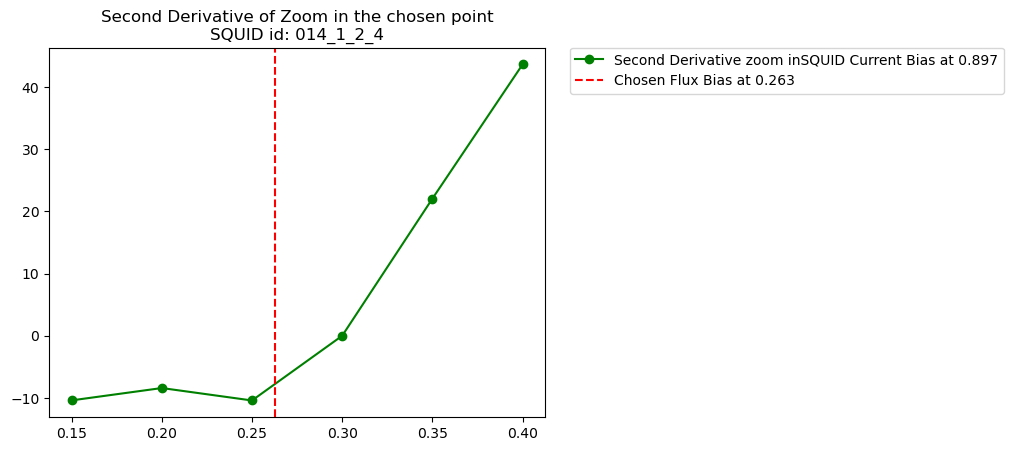 Second Derivative of Zoom in the chosen point
SQUID id: 014_1_2_4
Second Derivative zoom inSQUID Current Bias at 0.897
Chosen Flux Bias at 0.263
40
30
20
10
0
−10
0.15 0.20 0.25 0.30 0.35 0.40